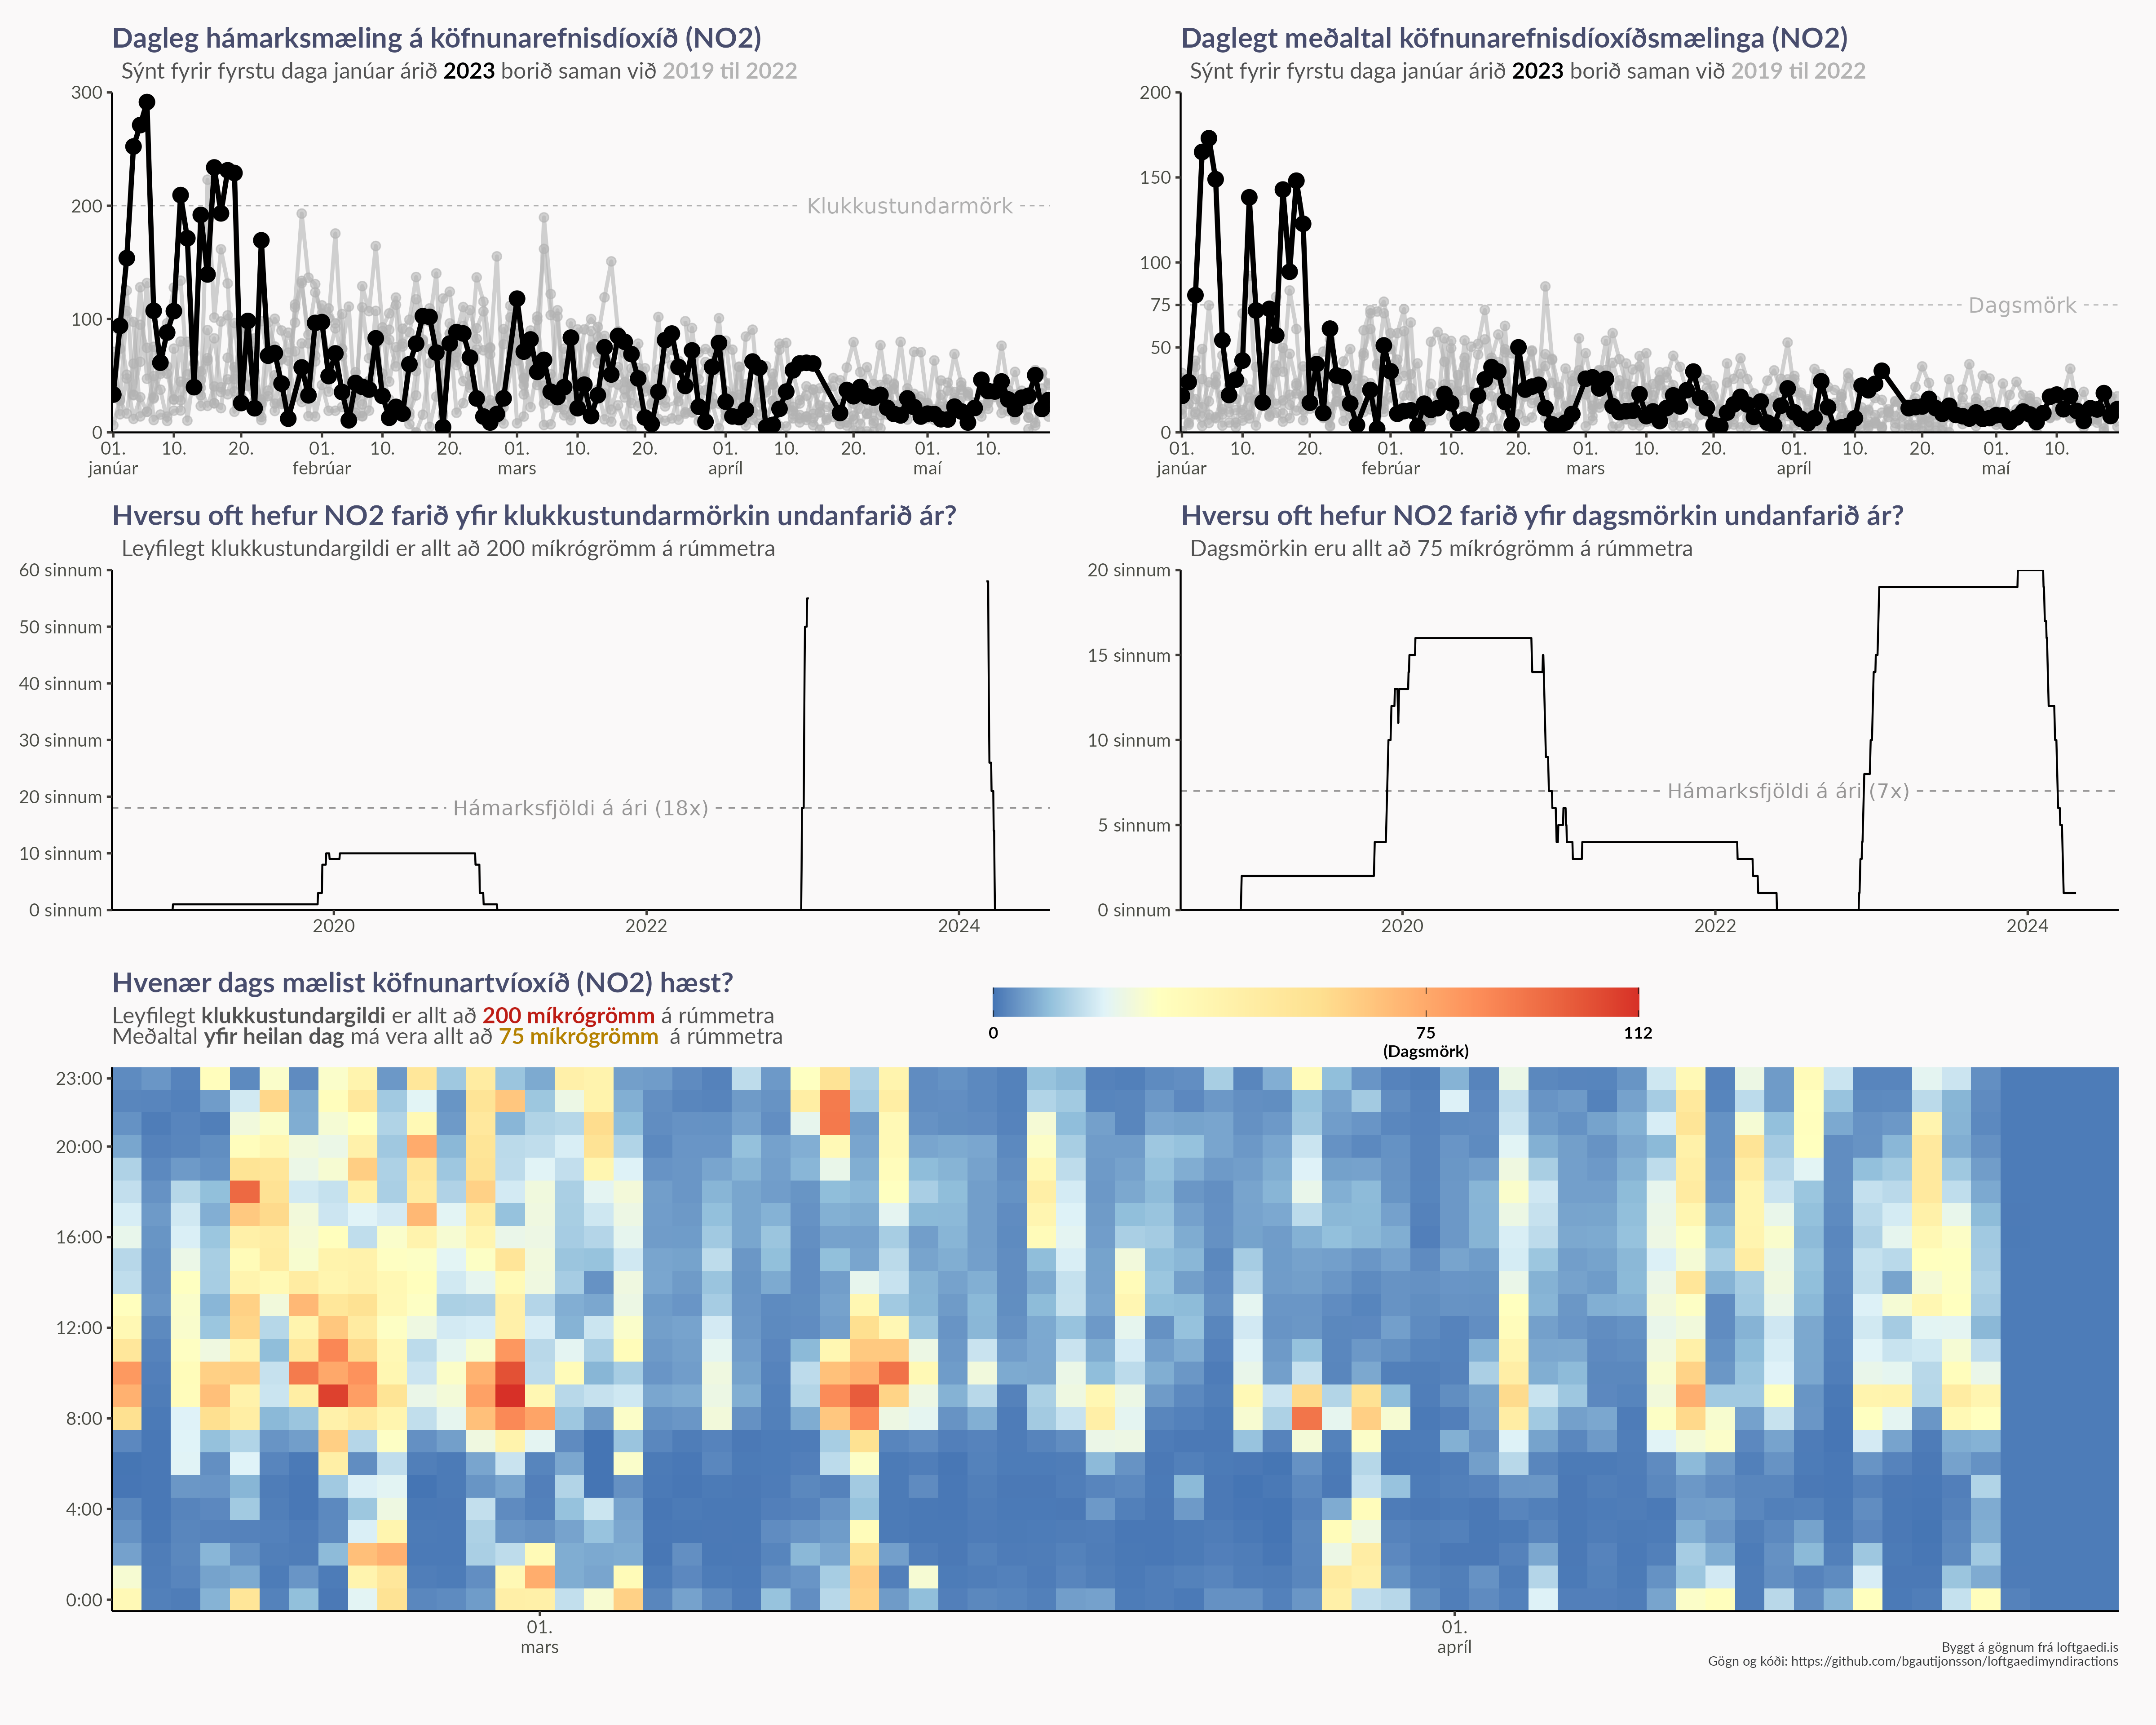 Dagleg hámarksmæling á köfnunarefnisdíoxíð (NO2)
Sýnt fyrir fyrstu daga janúar árið 2023 borið saman við 2019 til 2022
300
200
100
0
Klukkustundarmörk
01. 10. 20. 01. 10. 20. 01. 10. 20. 01. 10. 20. 01. 10.
janúar febrúar mars apríl maí
Daglegt meðaltal köfnunarefnisdíoxíðsmælinga (NO2)
Sýnt fyrir fyrstu daga janúar árið 2023 borið saman við 2019 til 2022
200
150
100
75
50
0
Dagsmörk
01. 10. 20. 01. 10. 20. 01. 10. 20. 01. 10. 20. 01. 10.
janúar febrúar mars apríl maí
Hversu oft hefur NO2 farið yfir klukkustundarmörkin undanfarið ár?
Leyfilegt klukkustundargildi er allt að 200 míkrógrömm á rúmmetra
60 sinnum
50 sinnum
40 sinnum
30 sinnum
20 sinnum
10 sinnum
0 sinnum
Hámarksfjöldi á ári (18x)
2020 2022 2024
Hversu oft hefur NO2 farið yfir dagsmörkin undanfarið ár?
Dagsmörkin eru allt að 75 míkrógrömm á rúmmetra
20 sinnum
15 sinnum
10 sinnum
5 sinnum
0 sinnum
Hámarksfjöldi á ári (7x)
2020 2022 2024
Hvenær dags mælist köfnunartvíoxíð (NO2) hæst?
Leyfilegt klukkustundargildi er allt að 200 míkrógrömm á rúmmetra
Meðaltal yfir heilan dag má vera allt að 75 míkrógrömm á rúmmetra
0 75 112
(Dagsmörk)
23:00
20:00
16:00
12:00
8:00
4:00
0:00
01. 01.
mars apríl
Byggt á gögnum frá loftgaedi.is
Gögn og kóði: https://github.com/bgautijonsson/loftgaedimyndiractions